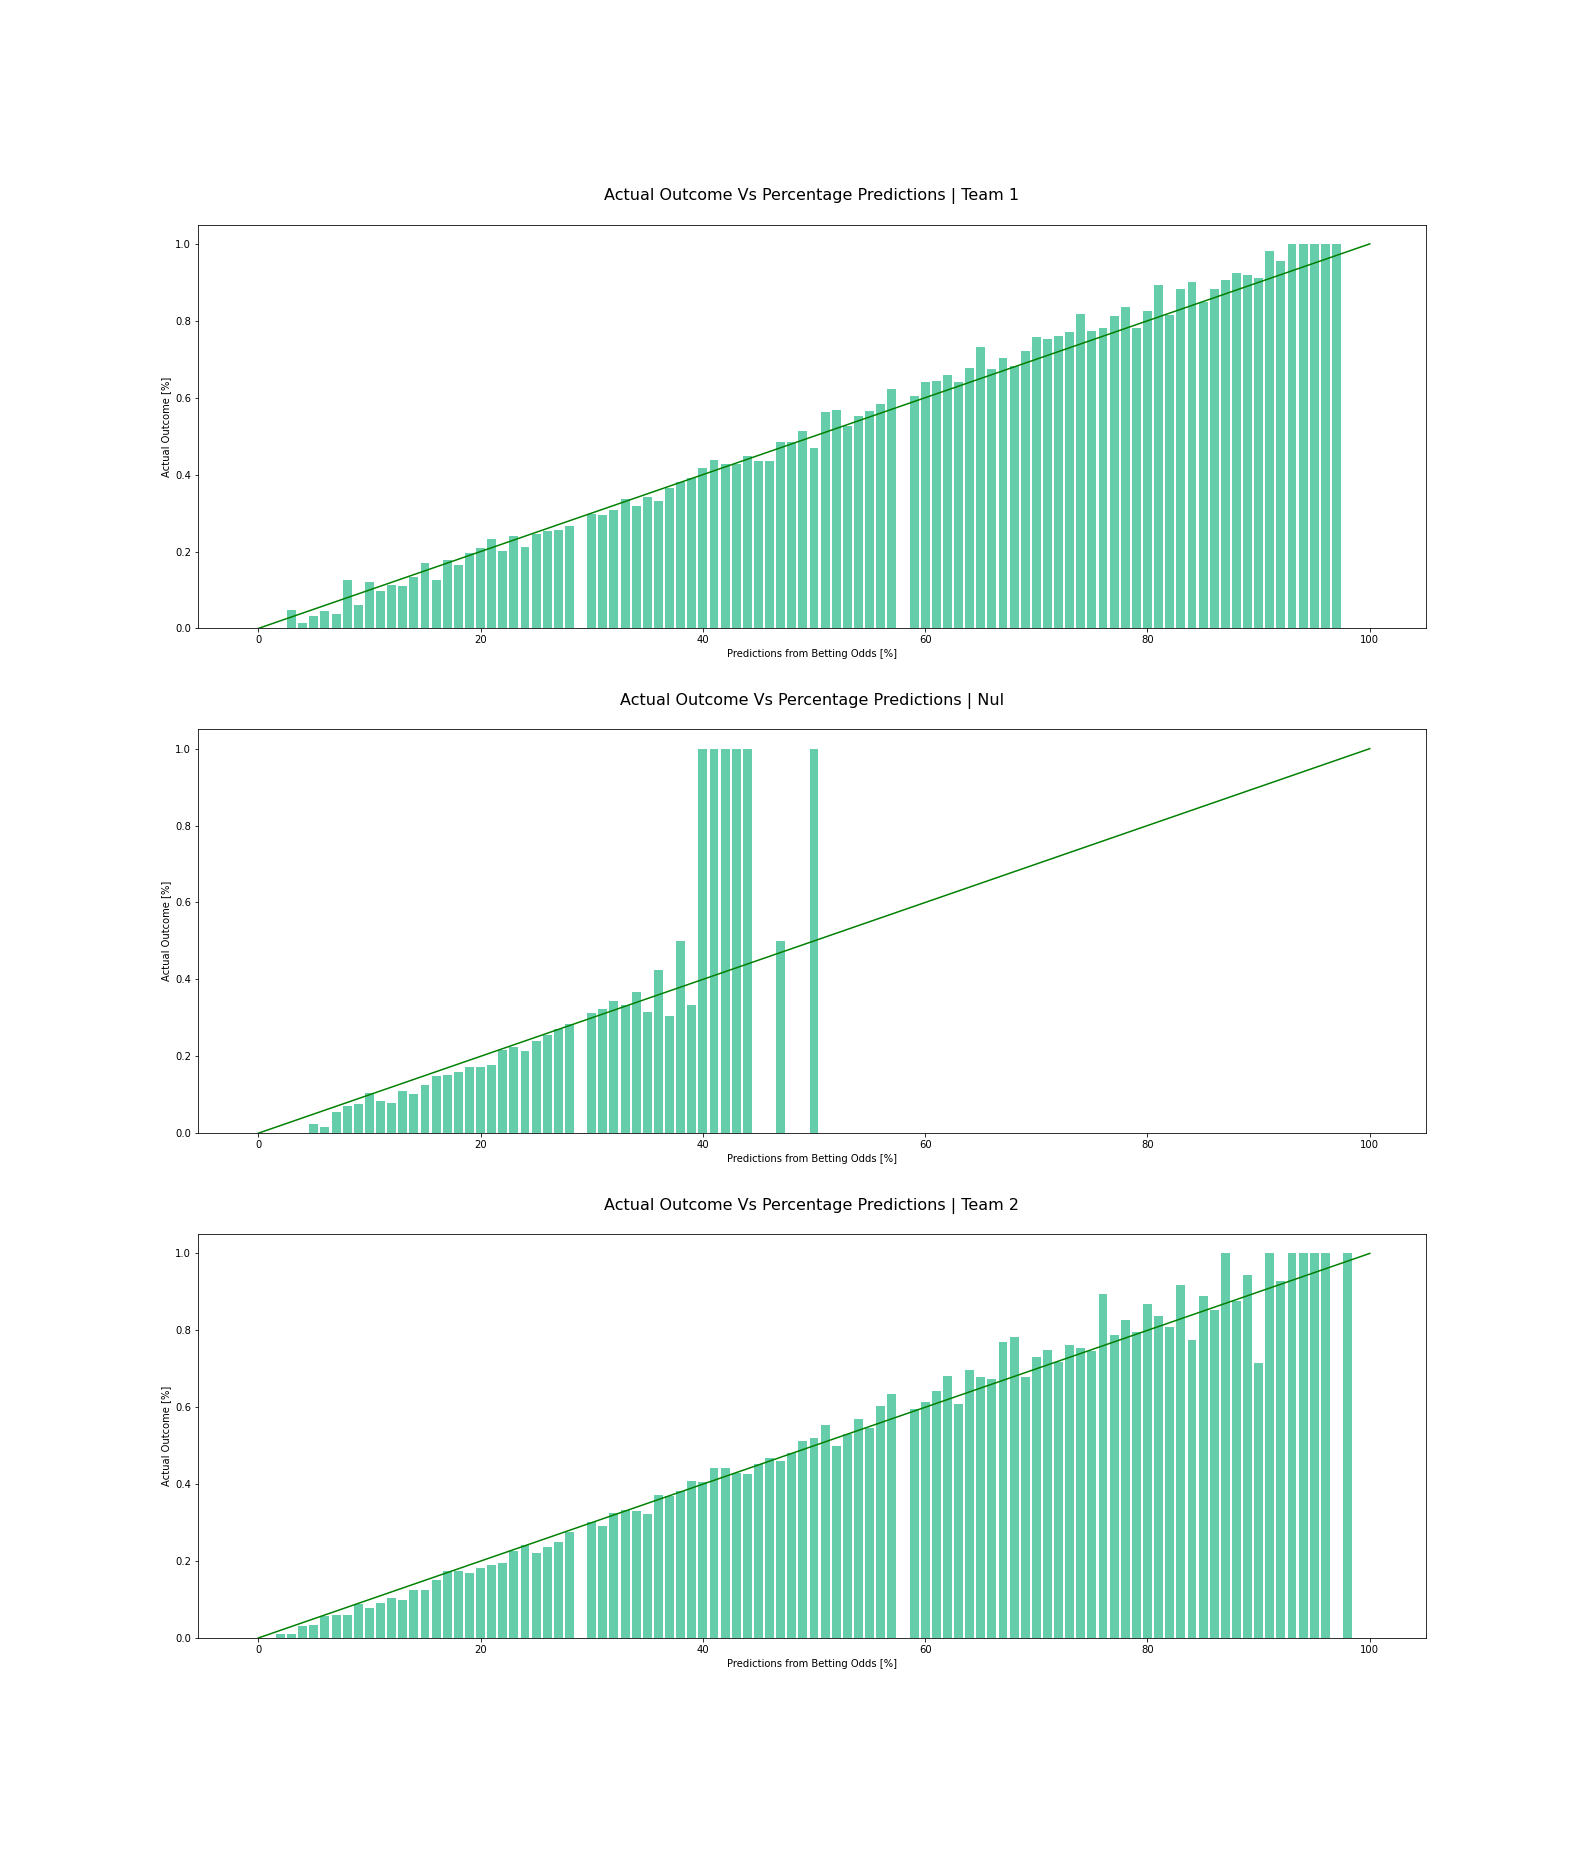 Actual Outcome Vs Percentage Predictions | Team 1
1.0
0.8
0.6
0.4
0.2
0.0
Actual Outcome [%]
0 20 40 60 80 100
Predictions from Betting Odds [%]
Actual Outcome Vs Percentage Predictions | Nul
1.0
0.8
0.6
0.4
0.2
0.0
Actual Outcome [%]
0 20 40 60 80 100
Predictions from Betting Odds [%]
Actual Outcome Vs Percentage Predictions | Team 2
1.0
0.8
0.6
0.4
0.2
0.0
Actual Outcome [%]
0 20 40 60 80 100
Predictions from Betting Odds [%]